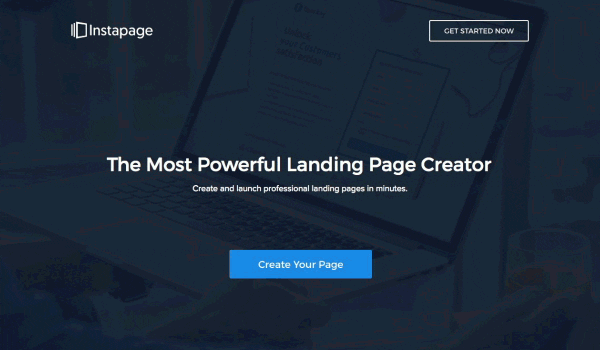 Instapage
GET STARTED NOW
The Most Powerful Landing Page Creator
Create and launch professional landing pages in minutes.
Create Your Page